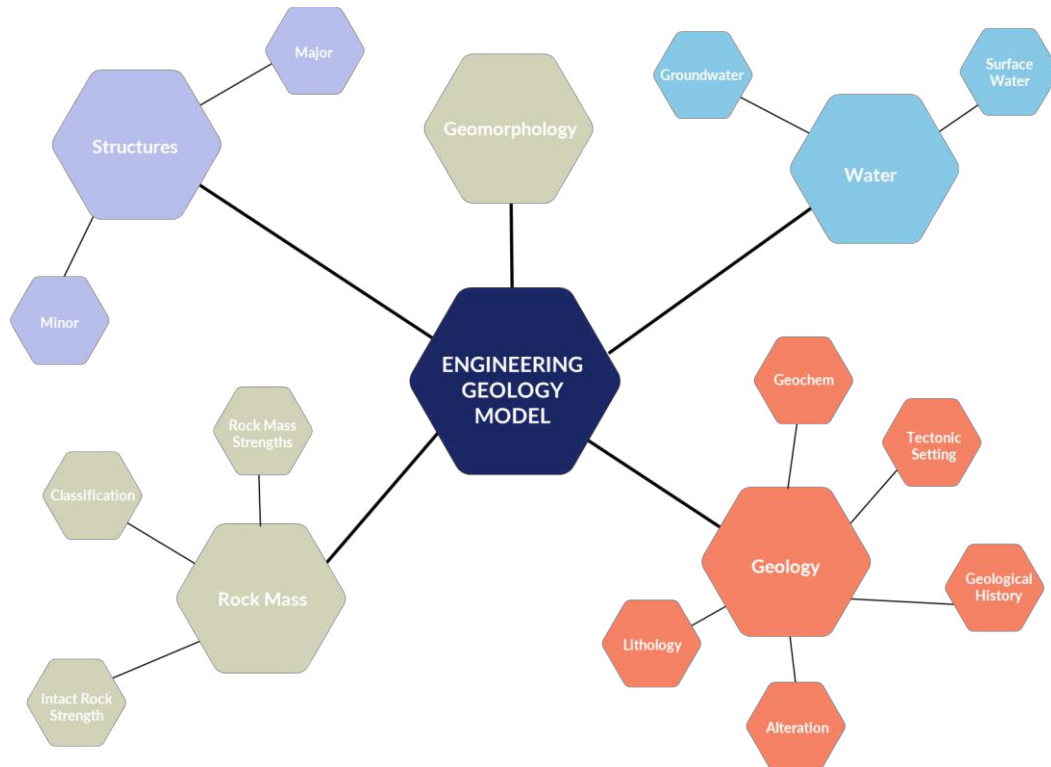 Major
Structures
Minor
Geomorphology
Groundwater
Surface
Water
Water
ENGINEERING
GEOLOGY
MODEL
Rock Mass
Strengths
Classification
Rock Mass
Intact Rock
Strength
Geochem
Tectonic
Setting
Geology
Geological
History
Lithology
Alteration